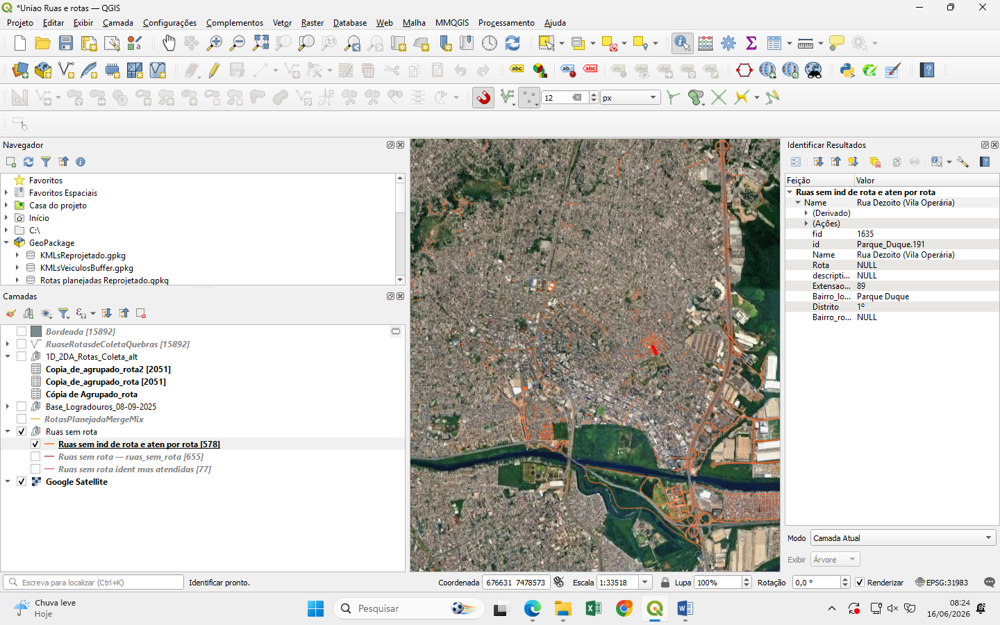 *Uniao Ruas e rotas — QGIS
Projeto Editar Exibir Camada Configurações Complementos Vetor Raster Database Web Malha MMQGIS Processamento Ajuda
12 px
Navegador
Favoritos
Favoritos Espaciais
Casa do projeto
Início
C:\
GeoPackage
KMLsReprojetado.gpkg
KMLsVeiculosBuffer.gpkg
Rotas planejadas Reprojetado.gpkg
Camadas
Bordeada [15892]
RuaseRotasdeColetaQuebras [15892]
1D_2DA_Rotas_Coleta_alt
Copia_de_agrupado_rota2 [2051]
Copia_de_agrupado_rota [2051]
Cópia de Agrupado_rota
Base_Logradouros_08-09-2025
RotasPlanejadaMergeMix
Ruas sem rota
Ruas sem ind de rota e aten por rota [578]
Ruas sem rota — ruas_sem_rota [655]
Ruas sem rota ident mas atendidas [77]
Google Satellite
Identificar Resultados
Feição Valor
Ruas sem ind de rota e aten por rota
Name Rua Dezoito (Vila Operária)
(Derivado)
(Ações)
fid 1635
id Parque_Duque.191
Name Rua Dezoito (Vila Operária)
Rota NULL
descripti... NULL
Extensao... 89
Bairro_lo... Parque Duque
Distrito 1º
Bairro_ro... NULL
Modo Camada Atual
Exibir Árvore
Escreva para localizar (Ctrl+K) Identificar pronto. Coordenada 676631 7478573 Escala 1:33518 Lupa 100% Rotação 0,0 ° Renderizar EPSG:31983
Chuva leve
Hoje
Pesquisar
08:24
16/06/2026